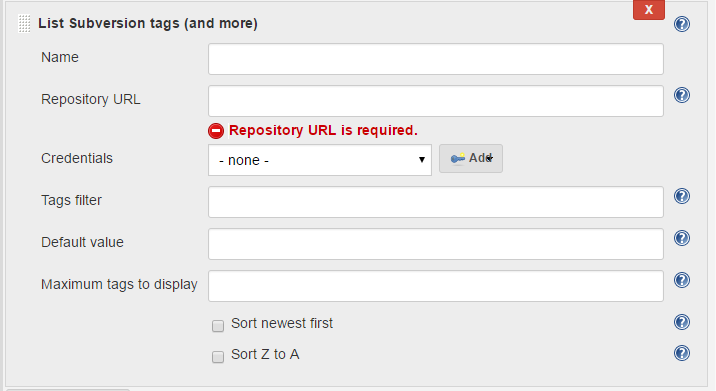 List Subversion tags (and more)
X
Name
Repository URL
Repository URL is required.
Credentials
- none -
Add
Tags filter
Default value
Maximum tags to display
Sort newest first
Sort Z to A